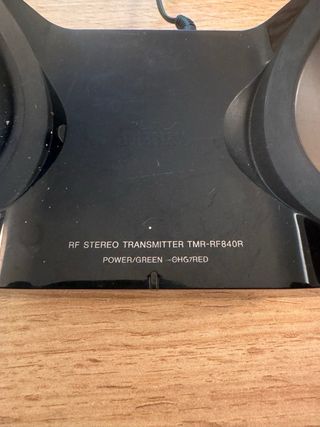 RF STEREO TRANSMITTER TMR-RF840R
POWER/GREEN CHG/RED